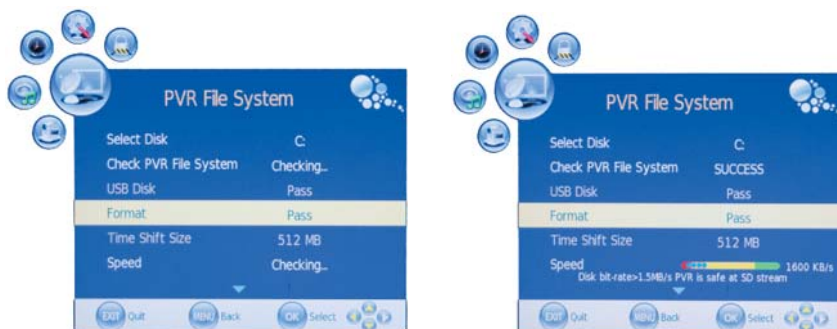 PVR File System
Select Disk C:
Check PVR File System Checking...
USB Disk Pass
Format Pass
Time Shift Size 512 MB
Speed Checking...
EXIT Quit MENU Back OK Select
PVR File System
Select Disk C:
Check PVR File System SUCCESS
USB Disk Pass
Format Pass
Time Shift Size 512 MB
Speed 1600 KB/s
Disk bit-rate>1.5MB/s PVR is safe at SD stream
EXIT Quit MENU Back OK Select